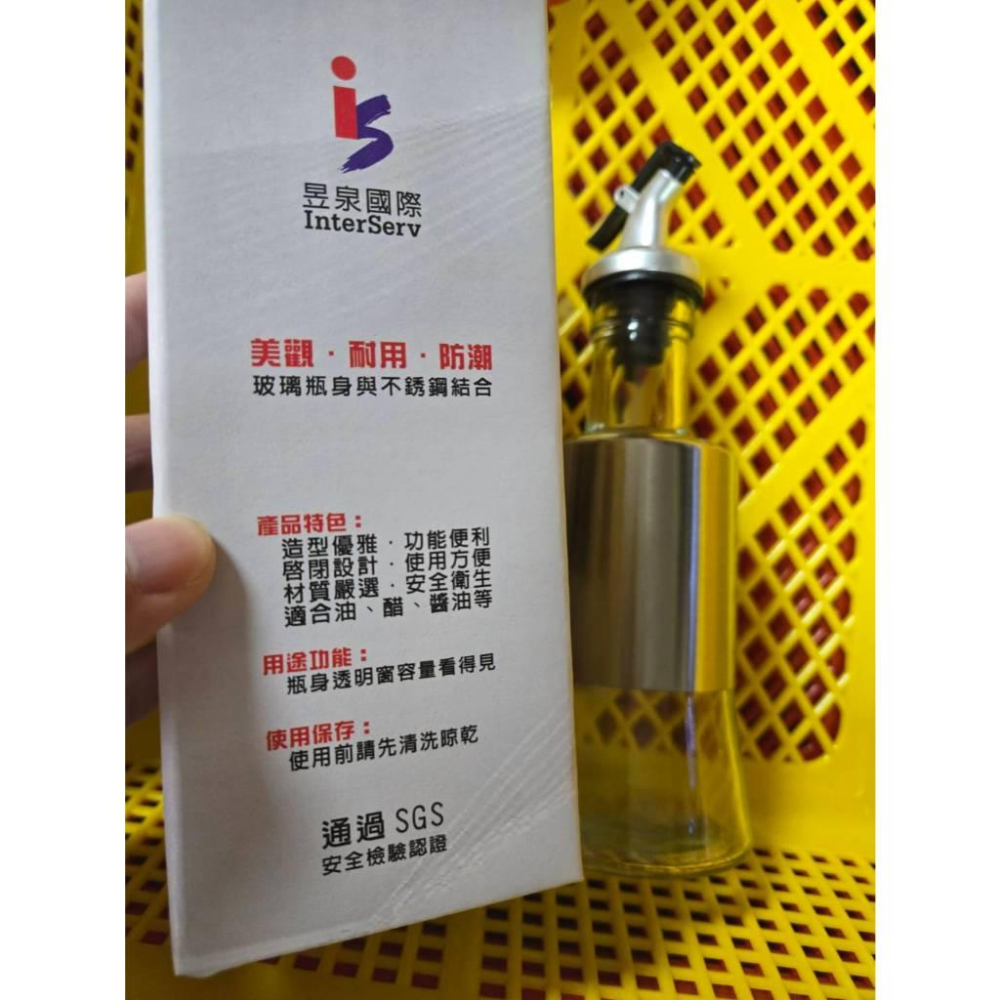 is
昱泉國際
InterServ
美觀・耐用・防潮
玻璃瓶身與不銹鋼結合
產品特色：
造型優雅・功能便利
啓閉設計・使用方便
材質嚴選・安全衛生
適合油、醋、醬油等
用途功能：
瓶身透明窗容量看得見
使用保存：
使用前請先清洗晾乾
通過 SGS
安全檢驗認證